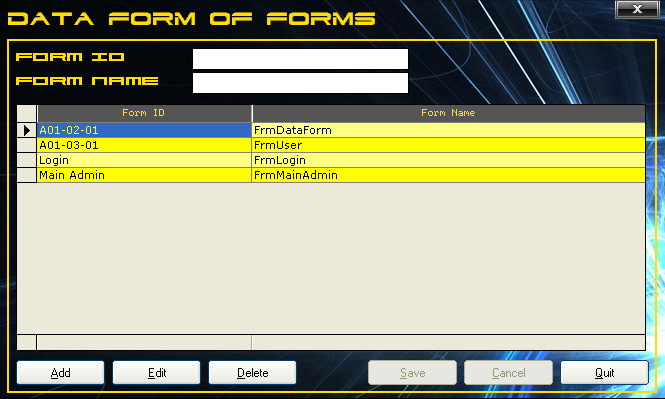 DATA FORM OF FORMS
X
FORM ID
FORM NAME
Form ID Form Name
A01-02-01 FrmDataForm
A01-03-01 FrmUser
Login FrmLogin
Main Admin FrmMainAdmin
Add Edit Delete Save Cancel Quit